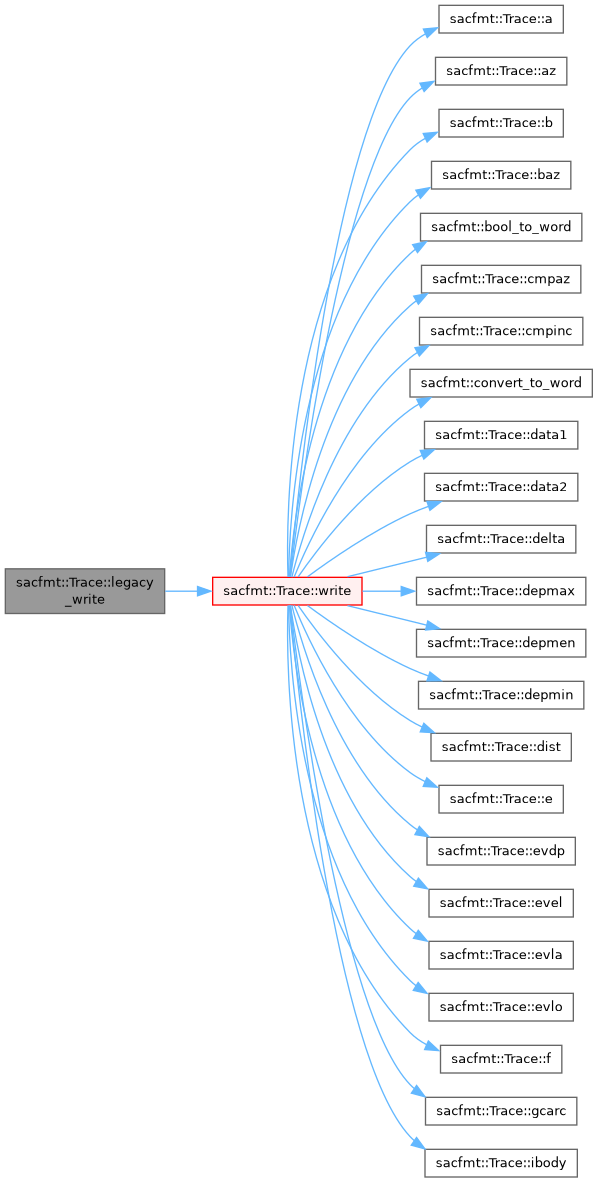 sacfmt::Trace::legacy
_write
sacfmt::Trace::write
sacfmt::Trace::a
sacfmt::Trace::az
sacfmt::Trace::b
sacfmt::Trace::baz
sacfmt::bool_to_word
sacfmt::Trace::cmpaz
sacfmt::Trace::cmpinc
sacfmt::convert_to_word
sacfmt::Trace::data1
sacfmt::Trace::data2
sacfmt::Trace::delta
sacfmt::Trace::depmax
sacfmt::Trace::depmen
sacfmt::Trace::depmin
sacfmt::Trace::dist
sacfmt::Trace::e
sacfmt::Trace::evdp
sacfmt::Trace::evel
sacfmt::Trace::evla
sacfmt::Trace::evlo
sacfmt::Trace::f
sacfmt::Trace::gcarc
sacfmt::Trace::ibody